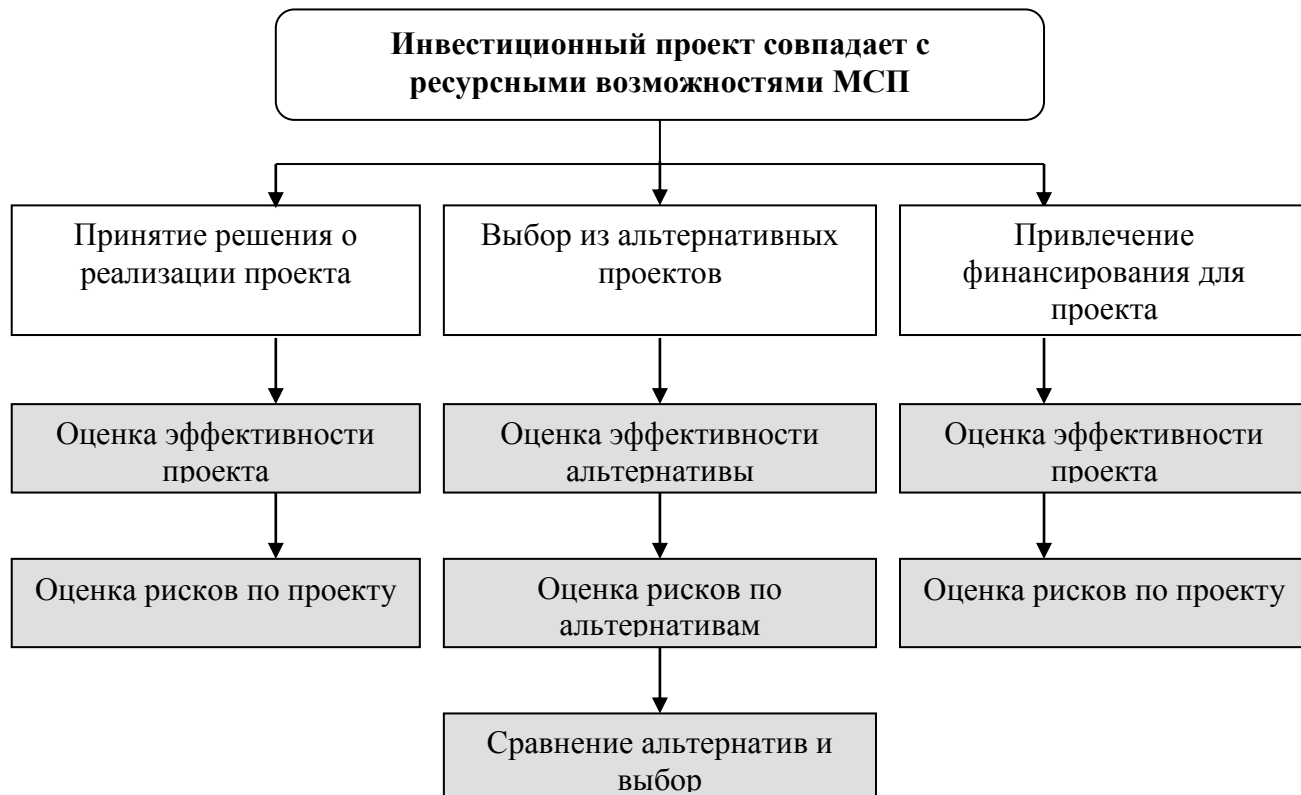 Инвестиционный проект совпадает с
ресурсными возможностями МСП
Принятие решения о
реализации проекта
Выбор из альтернативных
проектов
Привлечение
финансирования для
проекта
Оценка эффективности
проекта
Оценка эффективности
альтернативы
Оценка эффективности
проекта
Оценка рисков по проекту
Оценка рисков по
альтернативам
Оценка рисков по проекту
Сравнение альтернатив и
выбор